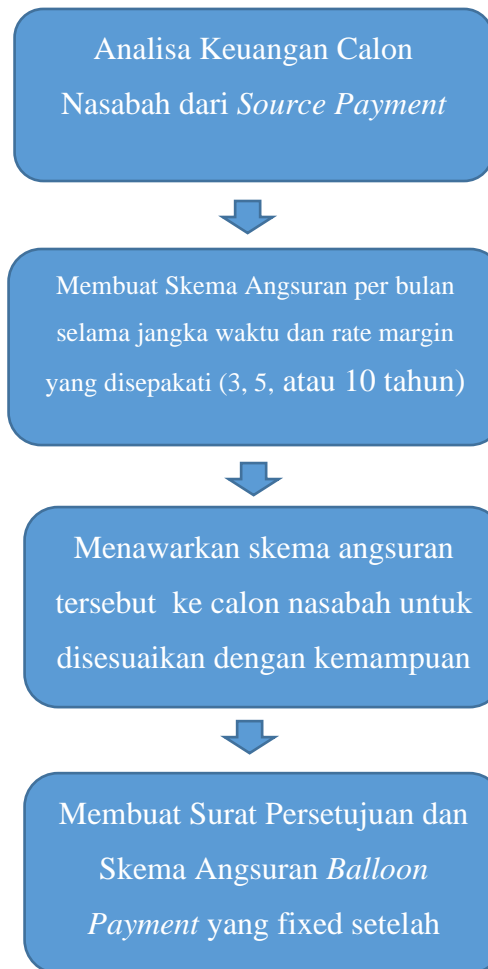 Analisa Keuangan Calon
Nasabah dari Source Payment
Membuat Skema Angsuran per bulan
selama jangka waktu dan rate margin
yang disepakati (3, 5, atau 10 tahun)
Menawarkan skema angsuran
tersebut ke calon nasabah untuk
disesuaikan dengan kemampuan
Membuat Surat Persetujuan dan
Skema Angsuran Balloon
Payment yang fixed setelah